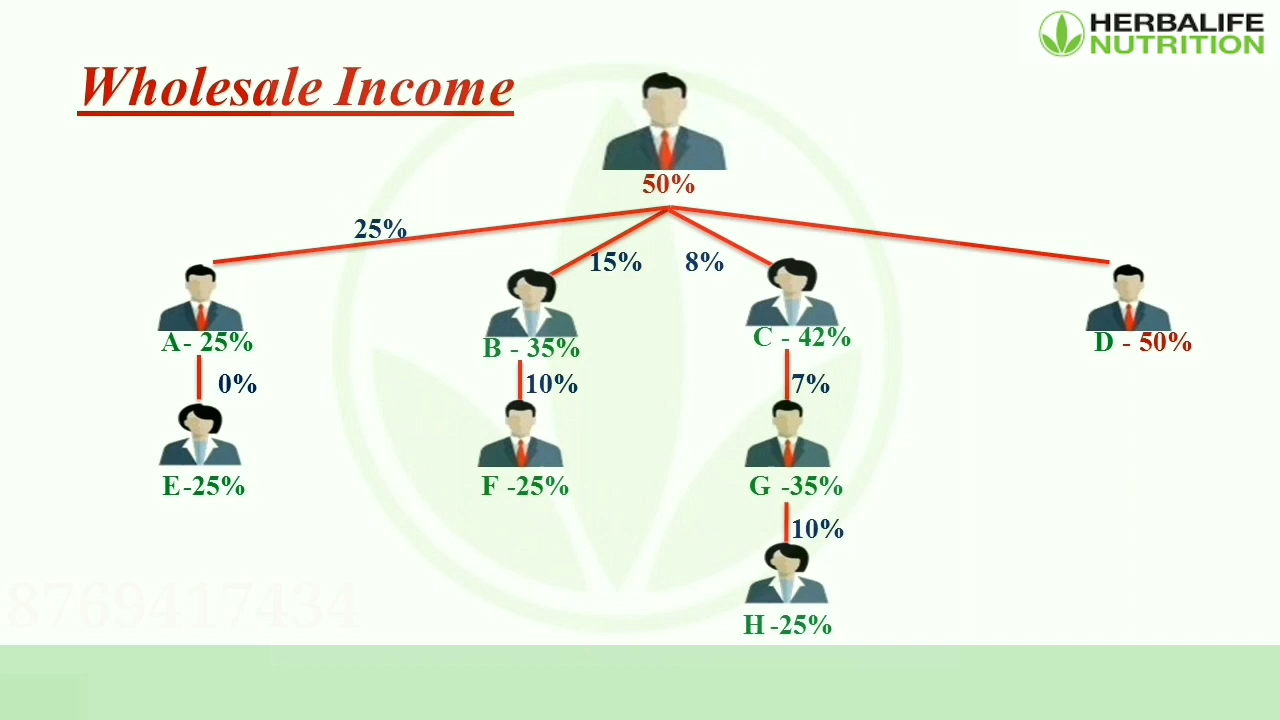 HERBALIFE
NUTRITION
Wholesale Income
50%
25%
15%
8%
A- 25%
B - 35%
C - 42%
D - 50%
0%
10%
7%
E-25%
F -25%
G -35%
10%
H -25%
8769417434